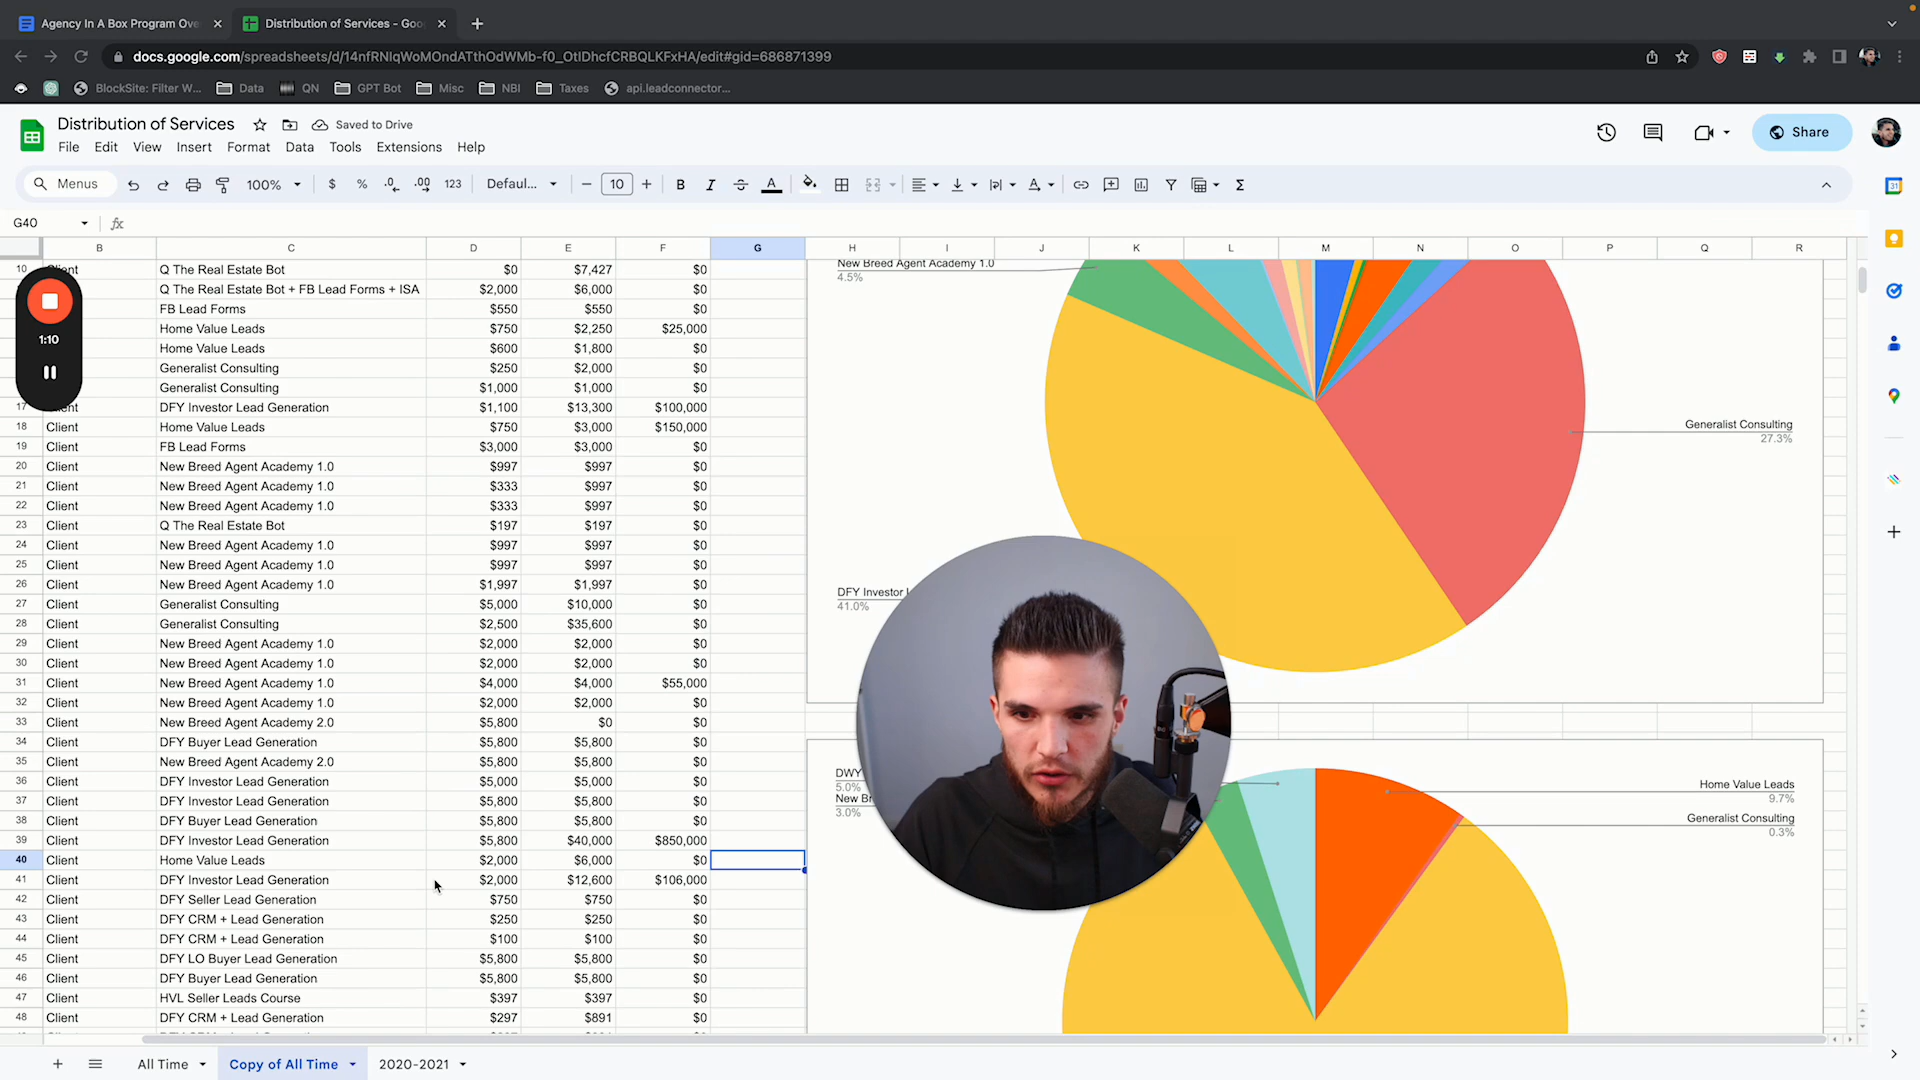 Agency In A Box Program Ove
Distribution of Services - Goo
docs.google.com/spreadsheets/d/14nfRNIqWoMOndATthOdWMb-f0_OtIDhcfCRBQLKFxHA/edit#gid=686871399
BlockSite: Filter W...
Data
QN
GPT Bot
Misc
NBI
Taxes
api.leadconnector...
Distribution of Services
Saved to Drive
Share
File Edit View Insert Format Data Tools Extensions Help
Menus
100%
$ % .0 .00 123
Defaul...
10
B I
A
G40
fx
B C D E F G H I J K L M N O P Q R
10 Q The Real Estate Bot $0 $7,427 $0
Q The Real Estate Bot + FB Lead Forms + ISA $2,000 $6,000 $0
FB Lead Forms $550 $550 $0
Home Value Leads $750 $2,250 $25,000
Home Value Leads $600 $1,800 $0
Generalist Consulting $250 $2,000 $0
Generalist Consulting $1,000 $1,000 $0
17 DFY Investor Lead Generation $1,100 $13,300 $100,000
18 Client Home Value Leads $750 $3,000 $150,000
19 Client FB Lead Forms $3,000 $3,000 $0
20 Client New Breed Agent Academy 1.0 $997 $997 $0
21 Client New Breed Agent Academy 1.0 $333 $997 $0
22 Client New Breed Agent Academy 1.0 $333 $997 $0
23 Client Q The Real Estate Bot $197 $197 $0
24 Client New Breed Agent Academy 1.0 $997 $997 $0
25 Client New Breed Agent Academy 1.0 $997 $997 $0
26 Client New Breed Agent Academy 1.0 $1,997 $1,997 $0
27 Client Generalist Consulting $5,000 $10,000 $0
28 Client Generalist Consulting $2,500 $35,600 $0
29 Client New Breed Agent Academy 1.0 $2,000 $2,000 $0
30 Client New Breed Agent Academy 1.0 $2,000 $2,000 $0
31 Client New Breed Agent Academy 1.0 $4,000 $4,000 $55,000
32 Client New Breed Agent Academy 1.0 $2,000 $2,000 $0
33 Client New Breed Agent Academy 2.0 $5,800 $0 $0
34 Client DFY Buyer Lead Generation $5,800 $5,800 $0
35 Client New Breed Agent Academy 2.0 $5,800 $5,800 $0
36 Client DFY Investor Lead Generation $5,000 $5,000 $0
37 Client DFY Investor Lead Generation $5,800 $5,800 $0
38 Client DFY Buyer Lead Generation $5,800 $5,800 $0
39 Client DFY Investor Lead Generation $5,800 $40,000 $850,000
40 Client Home Value Leads $2,000 $6,000 $0
41 Client DFY Investor Lead Generation $2,000 $12,600 $106,000
42 Client DFY Seller Lead Generation $750 $750 $0
43 Client DFY CRM + Lead Generation $250 $250 $0
44 Client DFY CRM + Lead Generation $100 $100 $0
45 Client DFY LO Buyer Lead Generation $5,800 $5,800 $0
46 Client DFY Buyer Lead Generation $5,800 $5,800 $0
47 Client HVL Seller Leads Course $397 $397 $0
48 Client DFY CRM + Lead Generation $297 $891 $0
1:10
New Breed Agent Academy 1.0
4.5%
Generalist Consulting
27.3%
DFY Investor L
41.0%
DWY
5.0%
New Br
3.0%
Home Value Leads
9.7%
Generalist Consulting
0.3%
All Time
Copy of All Time
2020-2021